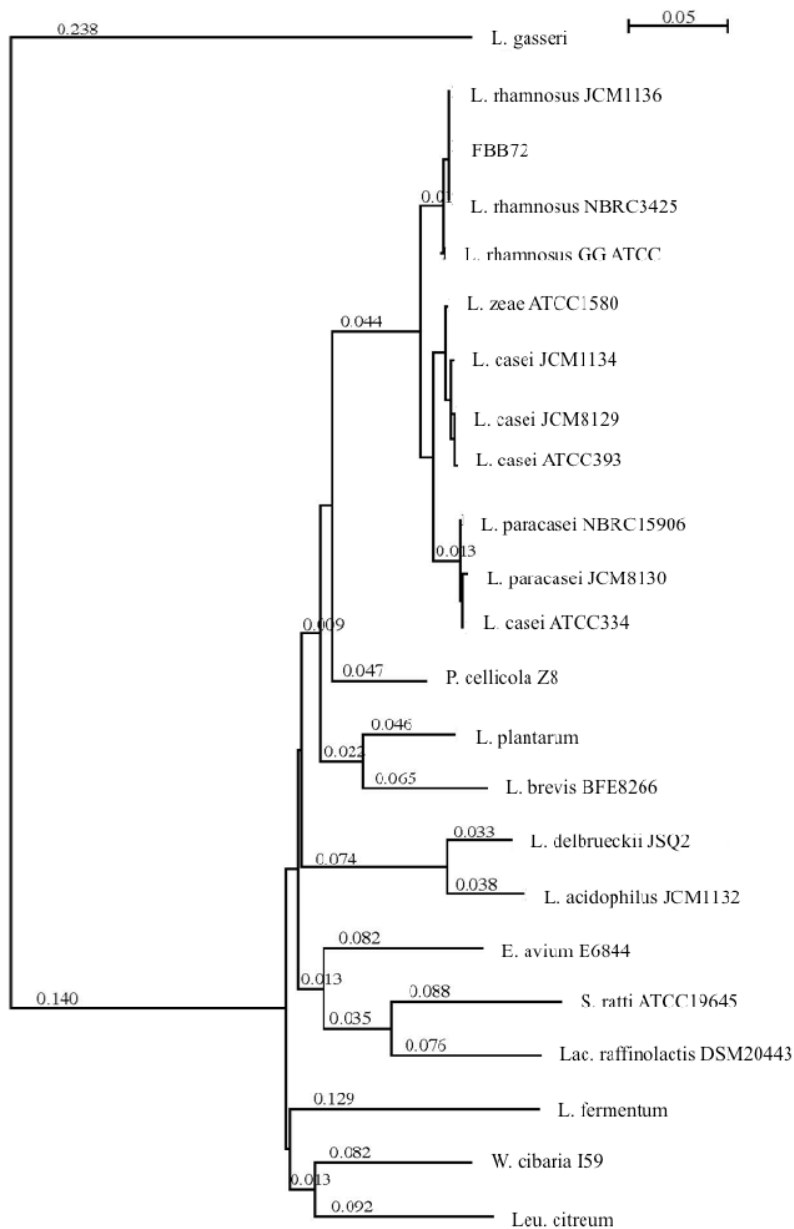 0.238
L. gasseri
0.05
L. rhamnosus JCM1136
FBB72
0.01
L. rhamnosus NBRC3425
L. rhamnosus GG ATCC
L. zeae ATCC1580
0.044
L. casei JCM1134
L. casei JCM8129
L. casei ATCC393
L. paracasei NBRC15906
0.013
L. paracasei JCM8130
L. casei ATCC334
0.009
0.047
P. cellicola Z8
0.046
L. plantarum
0.022
0.065
L. brevis BFE8266
0.033
L. delbrueckii JSQ2
0.074
0.038
L. acidophilus JCM1132
0.082
E. avium E6844
0.013
0.088
S. ratti ATCC19645
0.140
0.035
0.076
Lac. raffinolactis DSM20443
0.129
L. fermentum
0.082
W. cibaria I59
0.013
0.092
Leu. citreum